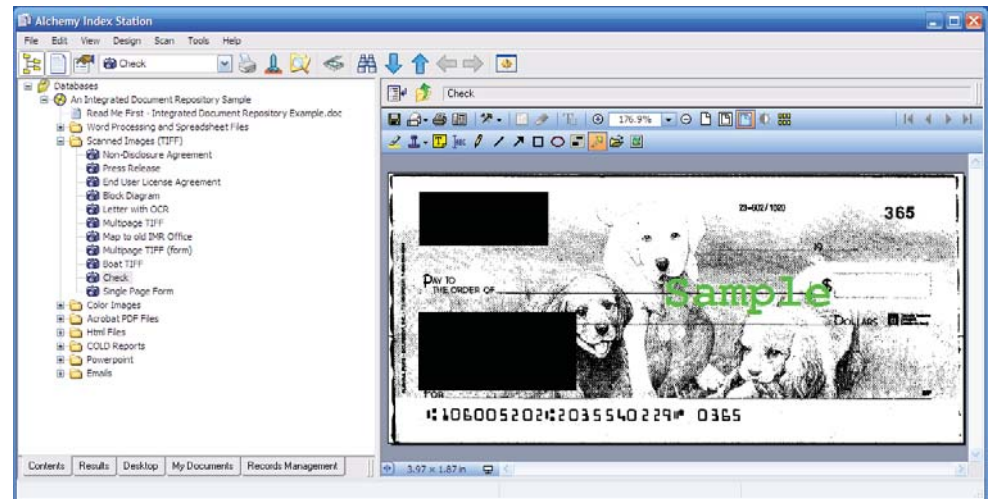 Alchemy Index Station
File Edit View Design Scan Tools Help
Check
Databases
An Integrated Document Repository Sample
Read Me First - Integrated Document Repository Example.doc
Word Processing and Spreadsheet Files
Scanned Images (TIFF)
Non-Disclosure Agreement
Press Release
End User License Agreement
Block Diagram
Letter with OCR
Multipage TIFF
Map to old IMR Office
Multipage TIFF (form)
Boat TIFF
Check
Single Page Form
Color Images
Acrobat PDF Files
Html Files
COLD Reports
Powerpoint
Emails
Contents Results Desktop My Documents Records Management
Check
176.9%
23-602/1020
365
19
PAY TO
THE ORDER OF
$
Sample
DOLLARS
FOR
⑆106005202⑆2035540229⑈ 0365
3.97 x 1.87 in